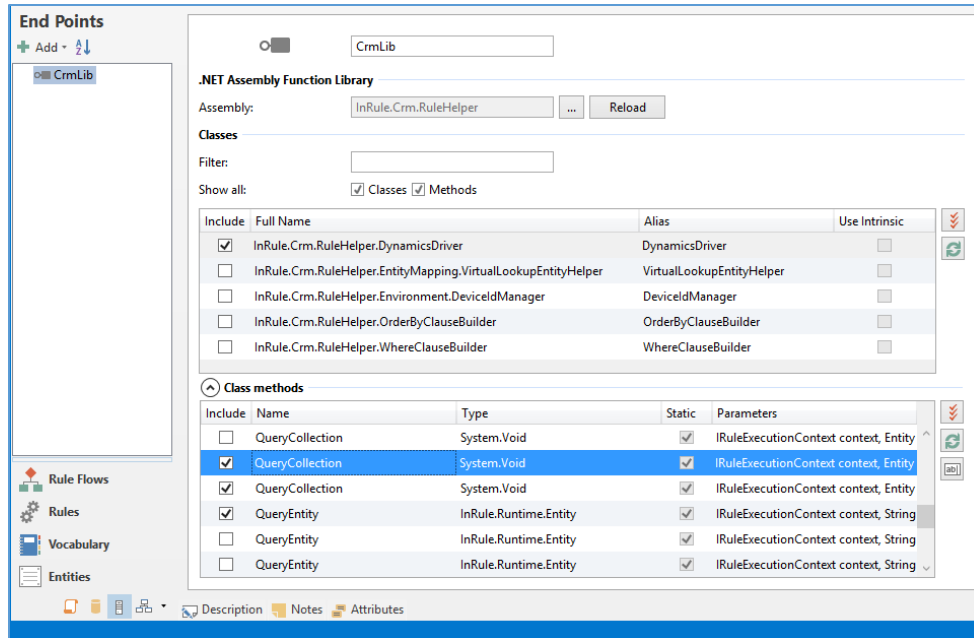 End Points
Add
CrmLib
CrmLib
.NET Assembly Function Library
Assembly: InRule.Crm.RuleHelper ... Reload
Classes
Filter:
Show all: Classes Methods
Include Full Name Alias Use Intrinsic
InRule.Crm.RuleHelper.DynamicsDriver DynamicsDriver
InRule.Crm.RuleHelper.EntityMapping.VirtualLookupEntityHelper VirtualLookupEntityHelper
InRule.Crm.RuleHelper.Environment.DeviceIdManager DeviceIdManager
InRule.Crm.RuleHelper.OrderByClauseBuilder OrderByClauseBuilder
InRule.Crm.RuleHelper.WhereClauseBuilder WhereClauseBuilder
Class methods
Include Name Type Static Parameters
QueryCollection System.Void IRuleExecutionContext context, Entity
QueryCollection System.Void IRuleExecutionContext context, Entity
QueryCollection System.Void IRuleExecutionContext context, Entity
QueryEntity InRule.Runtime.Entity IRuleExecutionContext context, String
QueryEntity InRule.Runtime.Entity IRuleExecutionContext context, String
QueryEntity InRule.Runtime.Entity IRuleExecutionContext context, String
Rule Flows
Rules
Vocabulary
Entities
Description Notes Attributes